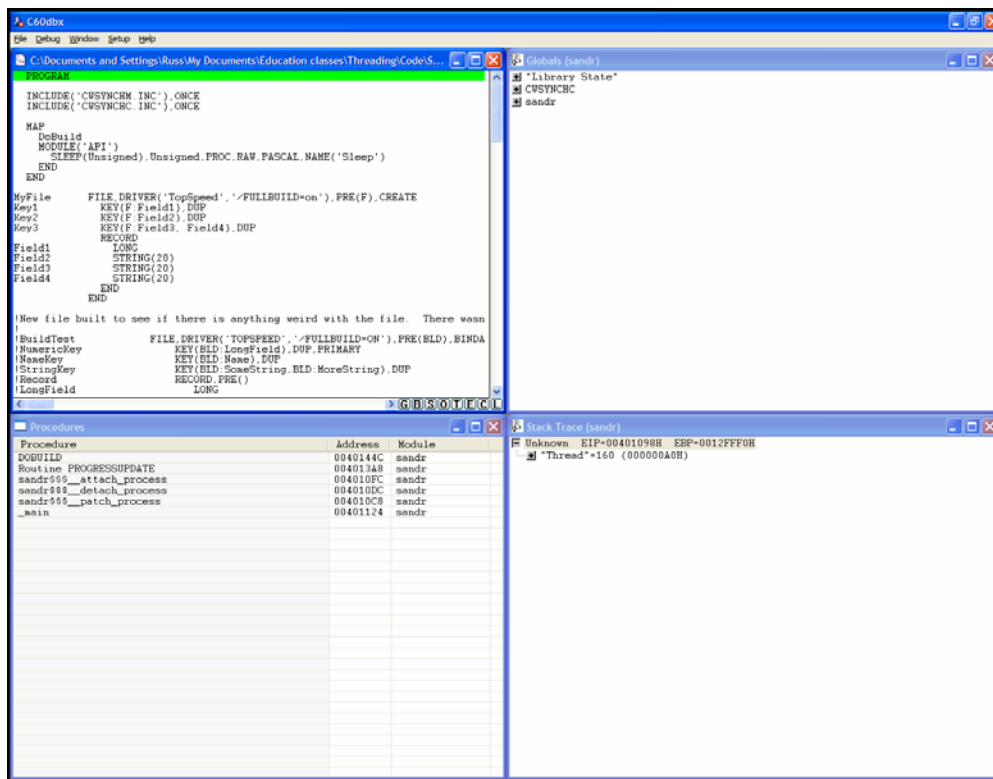 C60dbx
File Debug Window Setup Help
C:\Documents and Settings\Russ\My Documents\Education classes\Threading\Code\S...
PROGRAM
INCLUDE('CWSYNCHM.INC'),ONCE
INCLUDE('CWSYNCHC.INC'),ONCE
MAP
DoBuild
MODULE('API')
SLEEP(Unsigned),Unsigned,PROC,RAW,PASCAL,NAME('Sleep')
END
END
MyFile FILE,DRIVER('TopSpeed','/FULLBUILD=on'),PRE(F),CREATE
Key1 KEY(F:Field1),DUP
Key2 KEY(F:Field2),DUP
Key3 KEY(F:Field3, Field4),DUP
RECORD
Field1 LONG
Field2 STRING(20)
Field3 STRING(20)
Field4 STRING(20)
END
END
!New file built to see if there is anything weird with the file. There wasn
!
!BuildTest FILE,DRIVER('TOPSPEED','/FULLBUILD=ON'),PRE(BLD),BINDA
!NumericKey KEY(BLD:LongField),DUP,PRIMARY
!NameKey KEY(BLD:Name),DUP
!StringKey KEY(BLD:SomeString,BLD:MoreString),DUP
!Record RECORD,PRE()
!LongField LONG
G B S O T E C L
Globals (sandr)
"Library State"
CWSYNCHC
sandr
Procedures
Procedure Address Module
DOBUILD 0040144C sandr
Routine PROGRESSUPDATE 004013A8 sandr
sandr$$$__attach_process 004010FC sandr
sandr$$$__detach_process 004010DC sandr
sandr$$$__patch_process 004010C8 sandr
_main 00401124 sandr
Stack Trace (sandr)
Unknown EIP=00401098H EBP=0012FFF0H
"Thread"=160 (000000A0H)